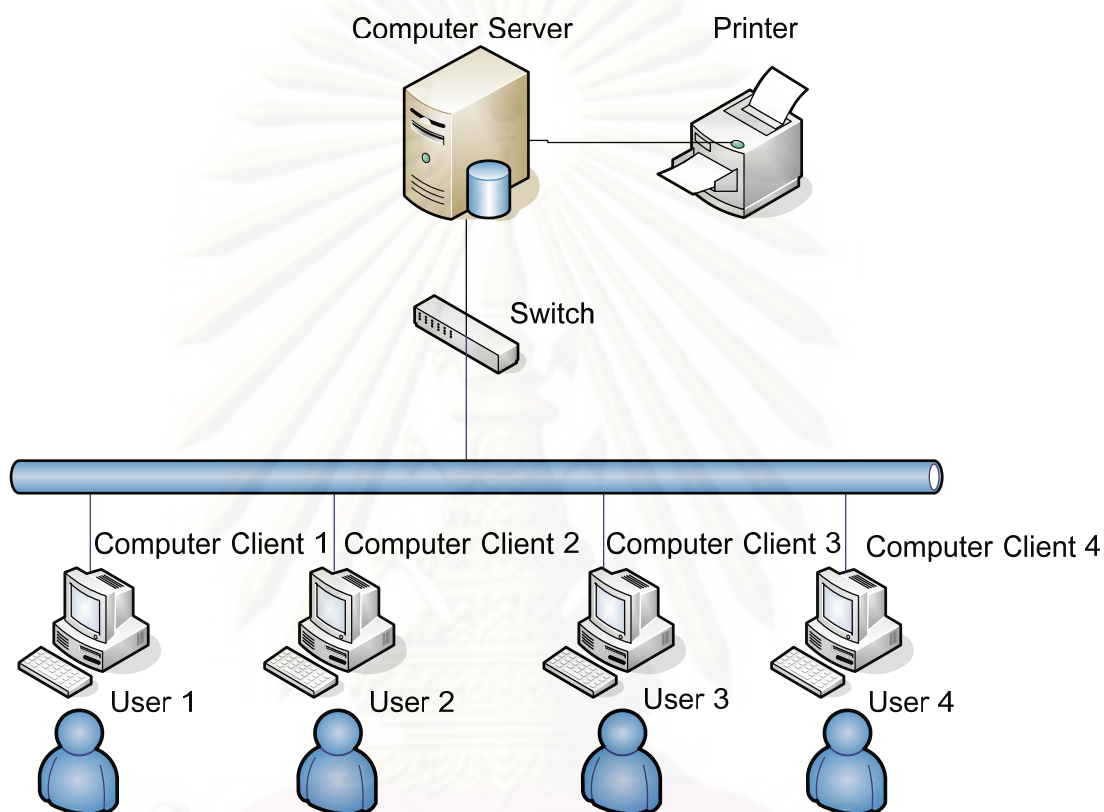 Computer Server
Printer
Switch
Computer Client 1
Computer Client 2
Computer Client 3
Computer Client 4
User 1
User 2
User 3
User 4